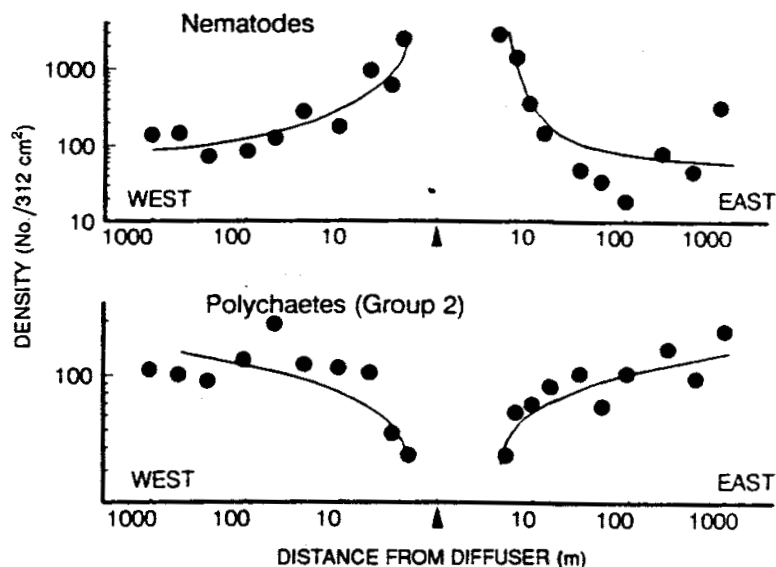 Nematodes
1000
100
10
WEST
EAST
1000 100 10 10 100 1000
Polychaetes (Group 2)
100
WEST
EAST
1000 100 10 10 100 1000
DENSITY (No./312 cm²)
DISTANCE FROM DIFFUSER (m)